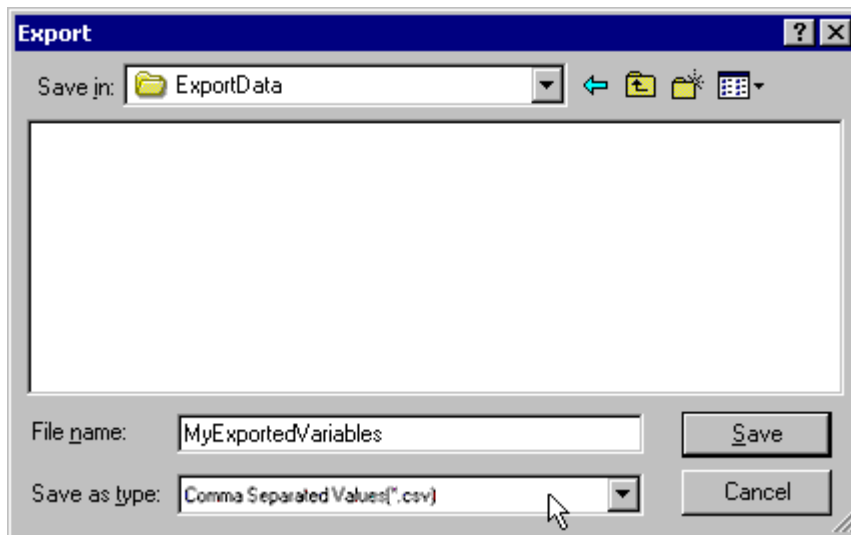 Export
Save in: ExportData
File name: MyExportedVariables Save
Save as type: Comma Separated Values(*.csv) Cancel